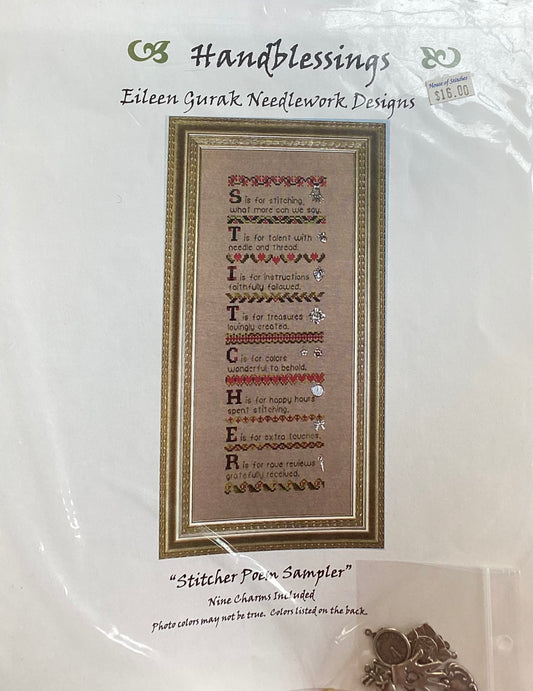 Handblessings
Eileen Gurak Needlework Designs
House of Stitches
$16.00
S is for stitching,
what more can we say.
T is for talent with
needle and thread.
I is for instructions
faithfully followed.
T is for treasures
lovingly created.
C is for colors
wonderful to behold.
H is for happy hours
spent stitching.
E is for extra touches.
R is for rave reviews
gratefully received.
"Stitcher Poem Sampler"
Nine Charms Included
Photo colors may not be true. Colors listed on the back.